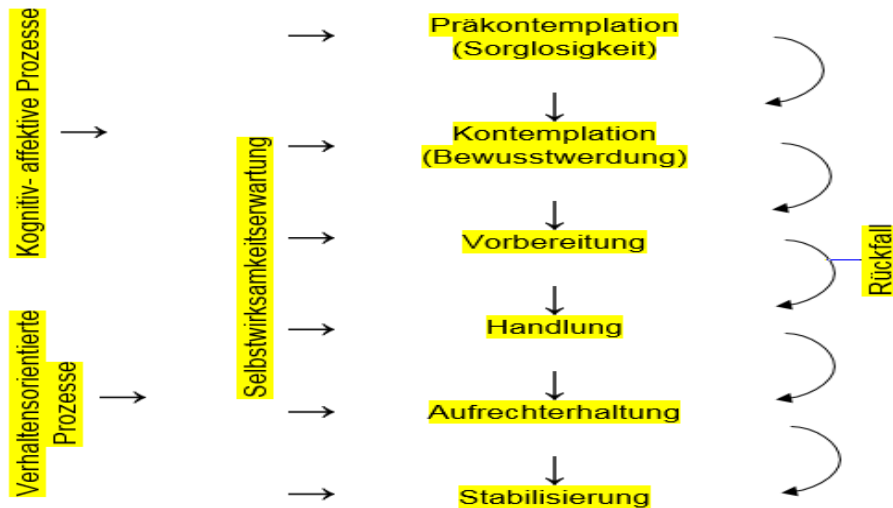 Kognitiv- affektive Prozesse
Verhaltensorientierte
Prozesse
Selbstwirksamkeitserwartung
Präkontemplation
(Sorglosigkeit)
Kontemplation
(Bewusstwerdung)
Vorbereitung
Handlung
Aufrechterhaltung
Stabilisierung
Rückfall